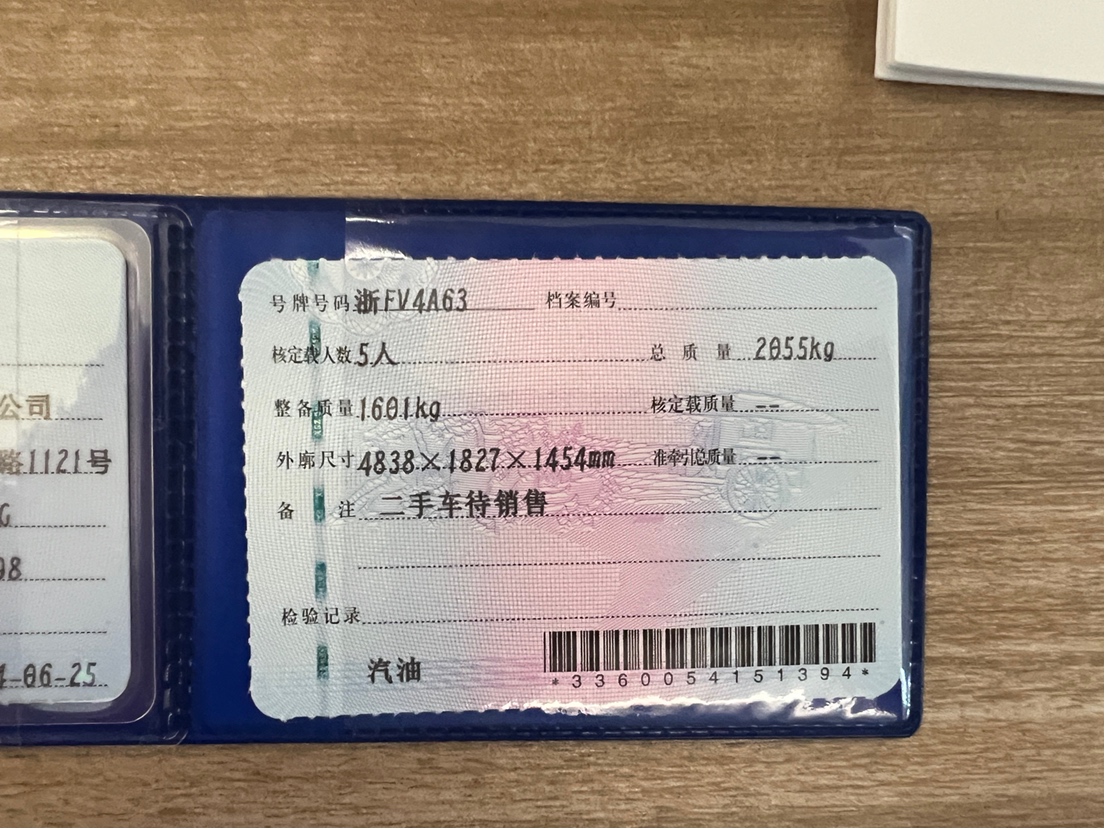 公司
路1121号
G
98
-06-25
号牌号码 浙FV4A63 档案编号
核定载人数 5人 总质量 2055kg
整备质量 1601kg 核定载质量 --
外廓尺寸 4838×1827×1454mm 准牵引总质量 --
备注 二手车待销售
检验记录
汽油
*3360054151394*